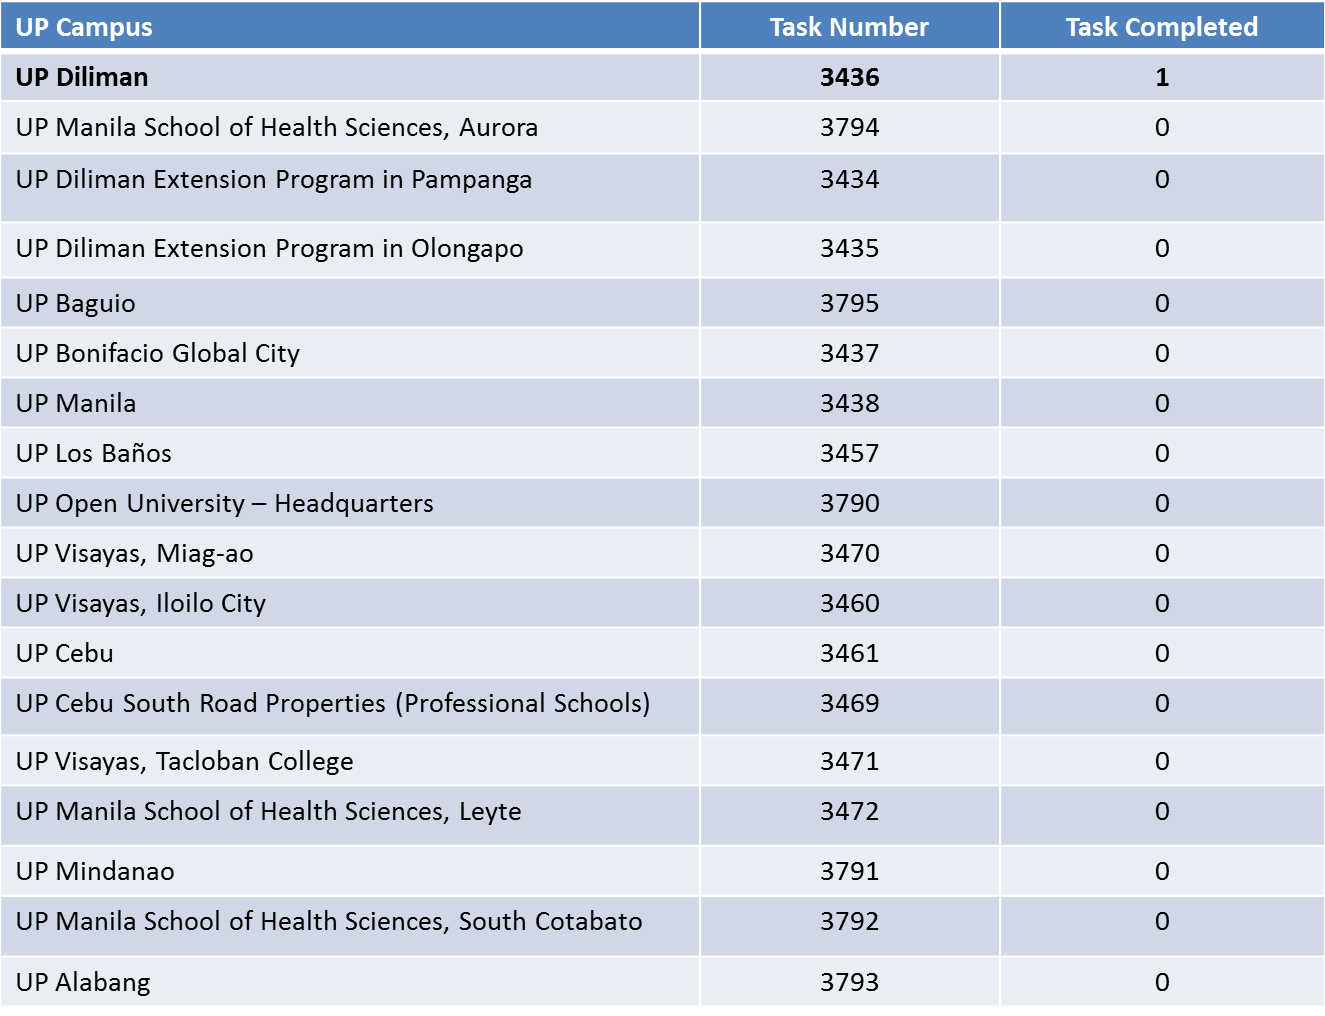 UP Campus Task Number Task Completed
UP Diliman 3436 1
UP Manila School of Health Sciences, Aurora 3794 0
UP Diliman Extension Program in Pampanga 3434 0
UP Diliman Extension Program in Olongapo 3435 0
UP Baguio 3795 0
UP Bonifacio Global City 3437 0
UP Manila 3438 0
UP Los Baños 3457 0
UP Open University – Headquarters 3790 0
UP Visayas, Miag-ao 3470 0
UP Visayas, Iloilo City 3460 0
UP Cebu 3461 0
UP Cebu South Road Properties (Professional Schools) 3469 0
UP Visayas, Tacloban College 3471 0
UP Manila School of Health Sciences, Leyte 3472 0
UP Mindanao 3791 0
UP Manila School of Health Sciences, South Cotabato 3792 0
UP Alabang 3793 0